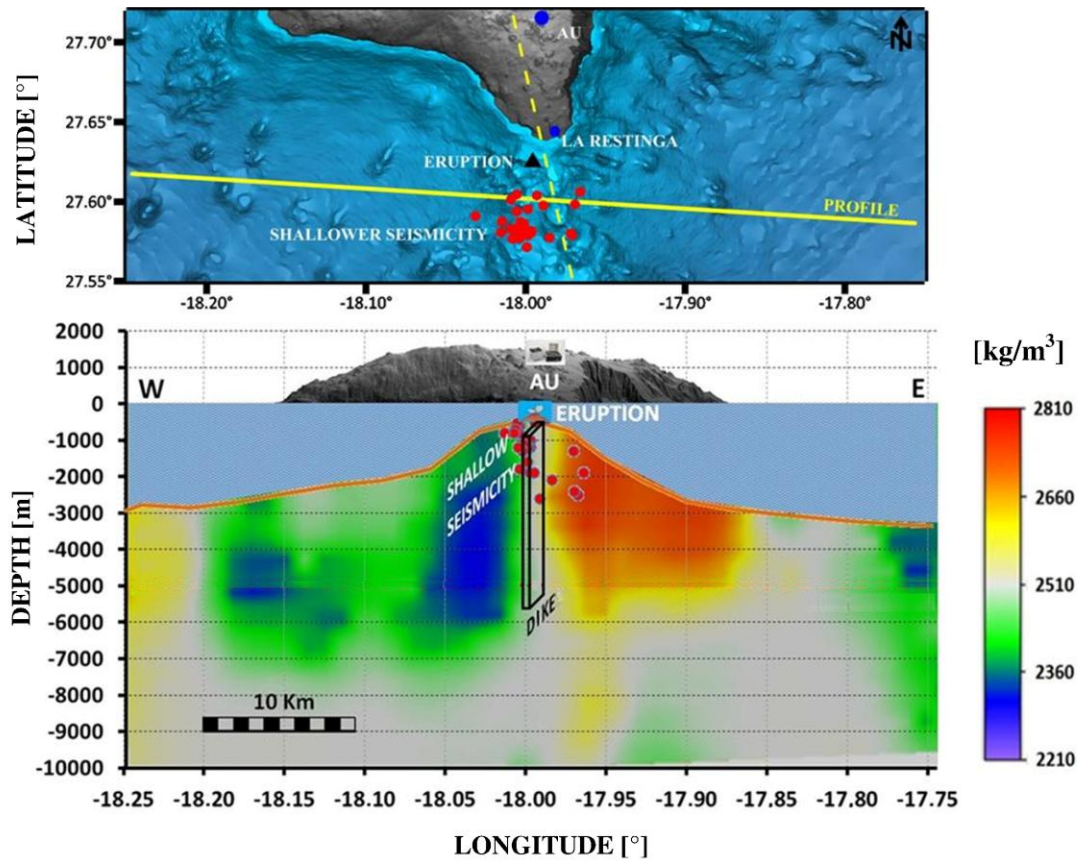 LATITUDE [°]
27.70
27.65
27.60
27.55
AU
N
LA RESTINGA
ERUPTION
PROFILE
SHALLOWER SEISMICITY
-18.20° -18.10° -18.00° -17.90° -17.80°
DEPTH [m]
2000
1000
0
-1000
-2000
-3000
-4000
-5000
-6000
-7000
-8000
-9000
-10000
W
E
AU
ERUPTION
SHALLOW
SEISMICITY
DIKE
10 Km
[kg/m³]
2810
2660
2510
2360
2210
-18.25 -18.20 -18.15 -18.10 -18.05 -18.00 -17.95 -17.90 -17.85 -17.80 -17.75
LONGITUDE [°]